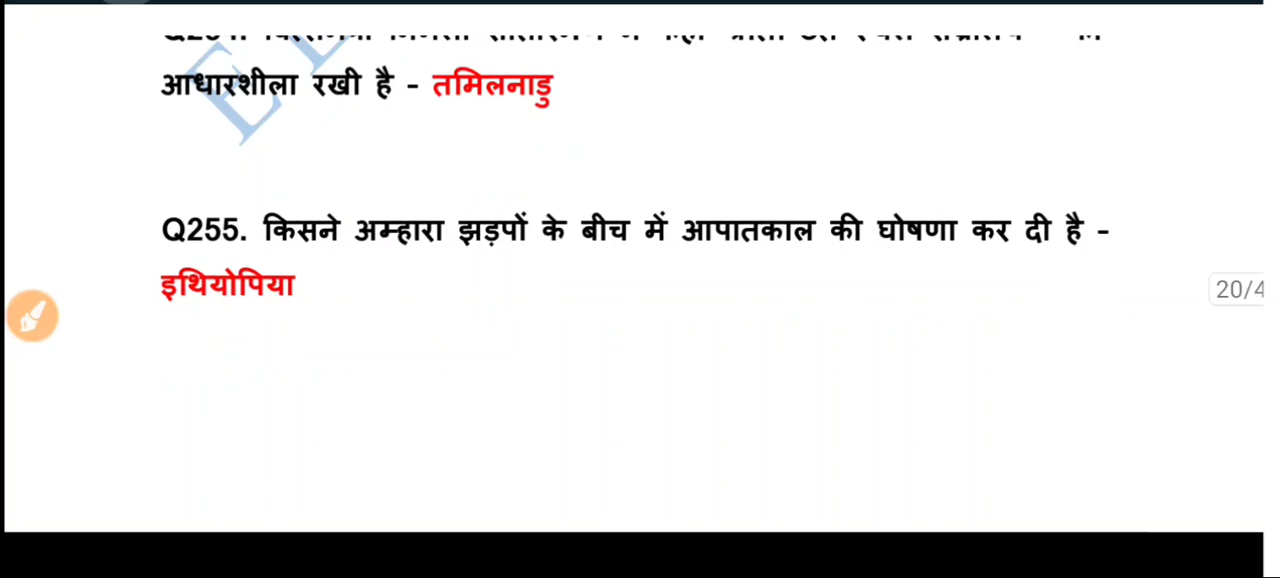 आधारशीला रखी है - तमिलनाडु
Q255. किसने अम्हारा झड़पों के बीच में आपातकाल की घोषणा कर दी है -
इथियोपिया
20/4